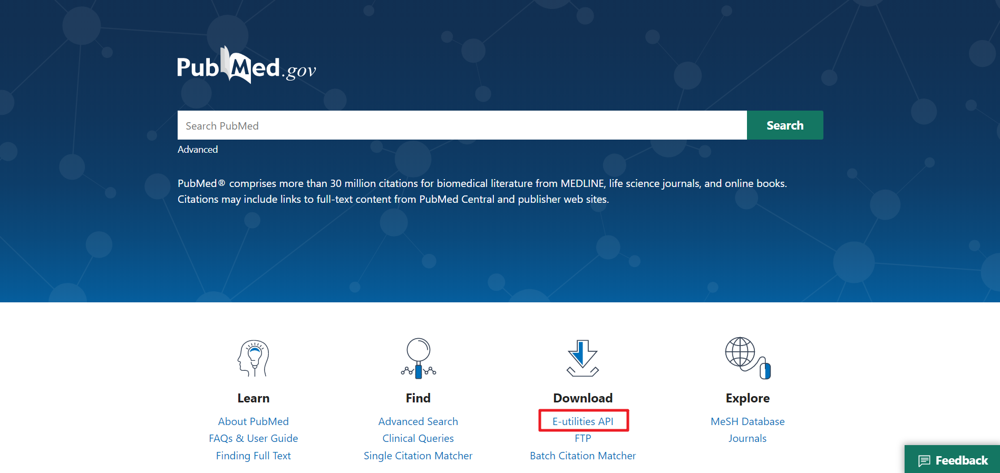 PubMed.gov
Search PubMed
Search
Advanced
PubMed® comprises more than 30 million citations for biomedical literature from MEDLINE, life science journals, and online books.
Citations may include links to full-text content from PubMed Central and publisher web sites.
Learn
About PubMed
FAQs & User Guide
Finding Full Text
Find
Advanced Search
Clinical Queries
Single Citation Matcher
Download
E-utilities API
FTP
Batch Citation Matcher
Explore
MeSH Database
Journals
Feedback